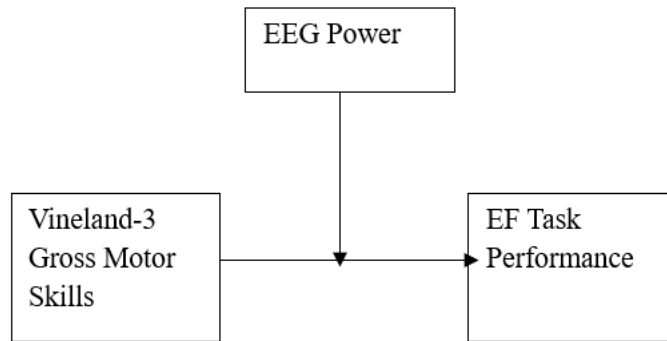 EEG Power
Vineland-3
Gross Motor
Skills
EF Task
Performance